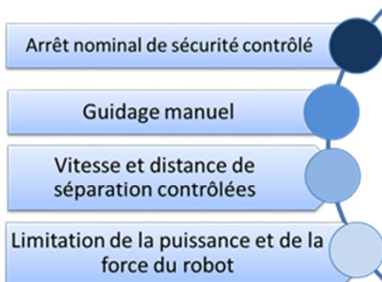 Arrêt nominal de sécurité contrôlé
Guidage manuel
Vitesse et distance de
séparation contrôlées
Limitation de la puissance et de la
force du robot